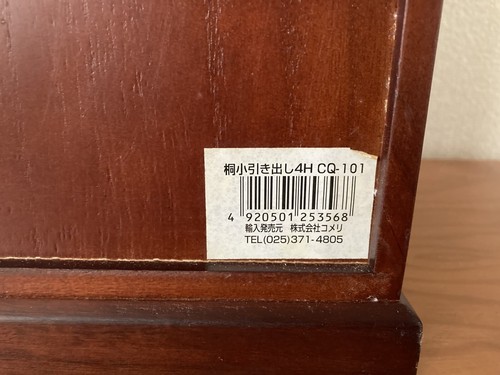 桐小引き出し4H CQ-101
4 920501 253568
輸入発売元 株式会社コメリ
TEL(025)371-4805